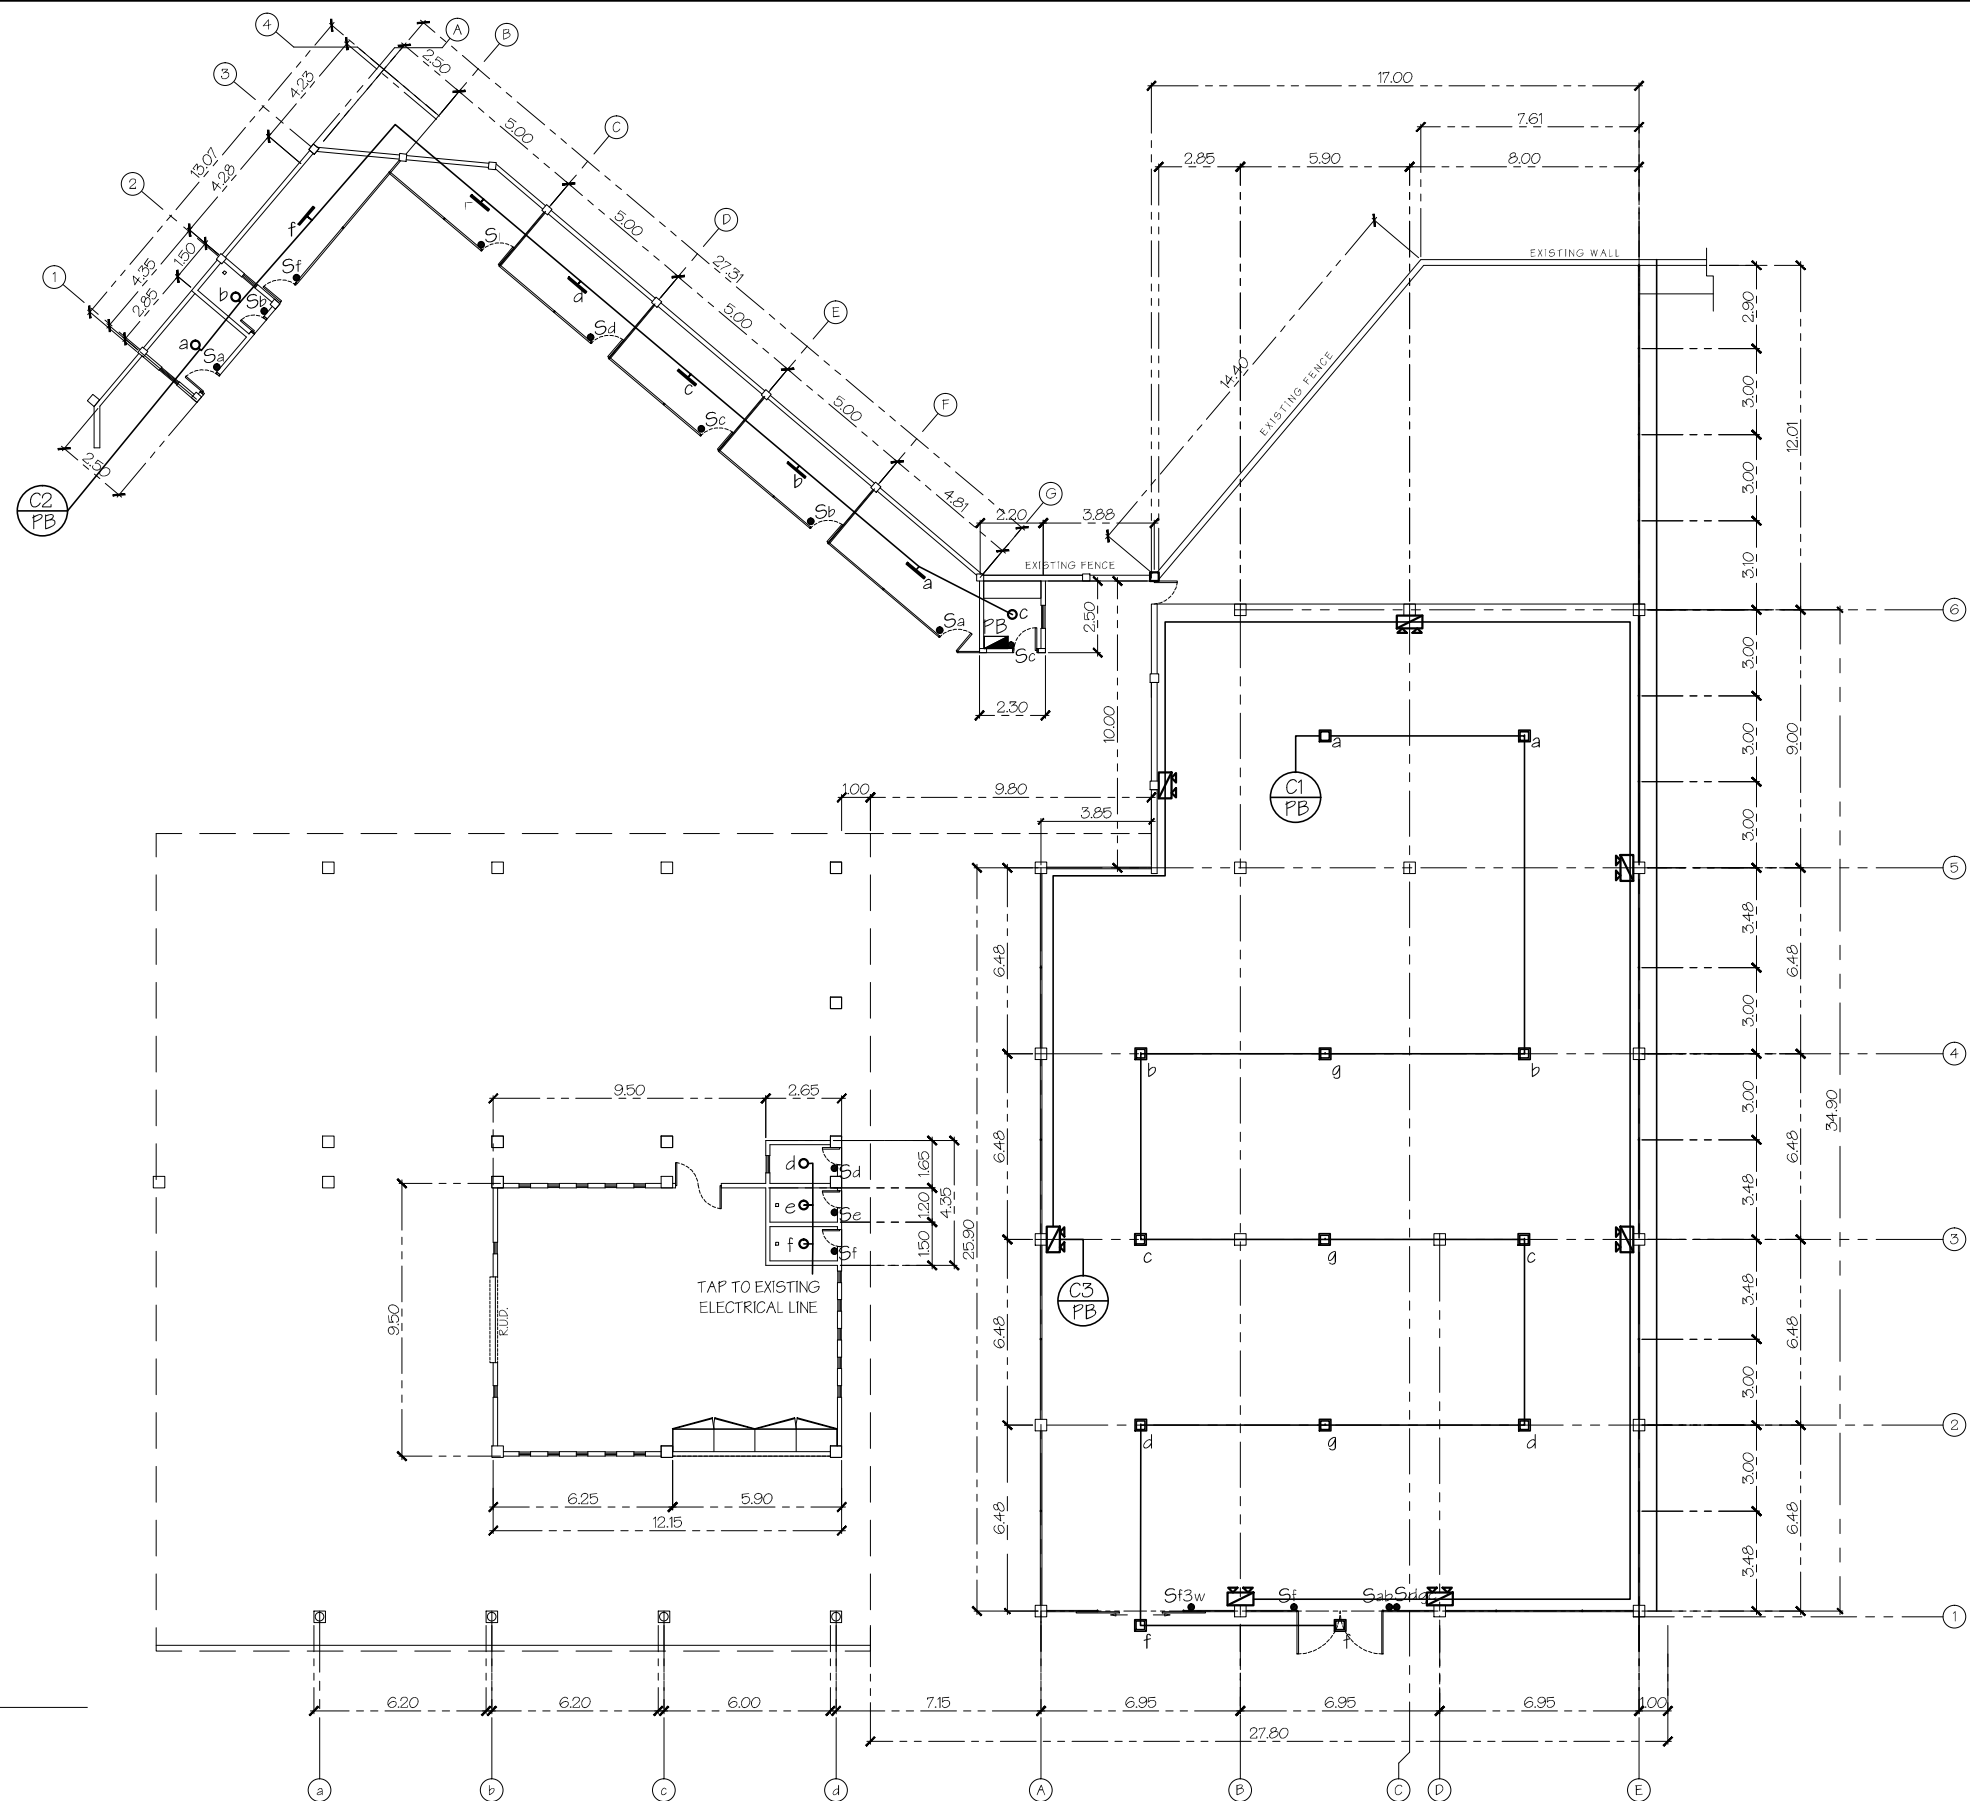 4
A
B
3
2.50
4.23
17.00
13.07
C
5.00
7.61
4.28
2
2.85
5.90
8.00
D
5.00
f
Sf
1.50
4.35
27.31
EXISTING WALL
1
2.85
b
Sb
d
Sd
5.00
E
2.90
a
Sa
c
Sc
14.40
EXISTING FENCE
3.00
12.01
5.00
F
2.50
b
Sb
3.00
C2
PB
4.81
G
2.20
3.88
3.10
EXISTING FENCE
a
c
Sa
PB
Sc
2.50
6
3.00
2.30
10.00
a
a
3.00
9.00
C1
PB
1.00
9.80
3.85
3.00
5
6.48
3.48
6.48
3.00
b
g
b
4
9.50
2.65
3.00
34.90
d
Sd
1.65
6.48
6.48
e
Se
1.20
4.35
3.48
f
Sf
1.50
25.90
c
g
c
3
TAP TO EXISTING
ELECTRICAL LINE
C3
PB
3.48
9.50
R.U.D.
6.48
6.48
3.00
d
g
d
2
6.25
5.90
3.00
12.15
6.48
6.48
3.48
Sf3w
Sf
Sab
f
f
1
6.20
6.20
6.00
7.15
6.95
6.95
6.95
1.00
27.80
a
b
c
d
A
B
C
D
E